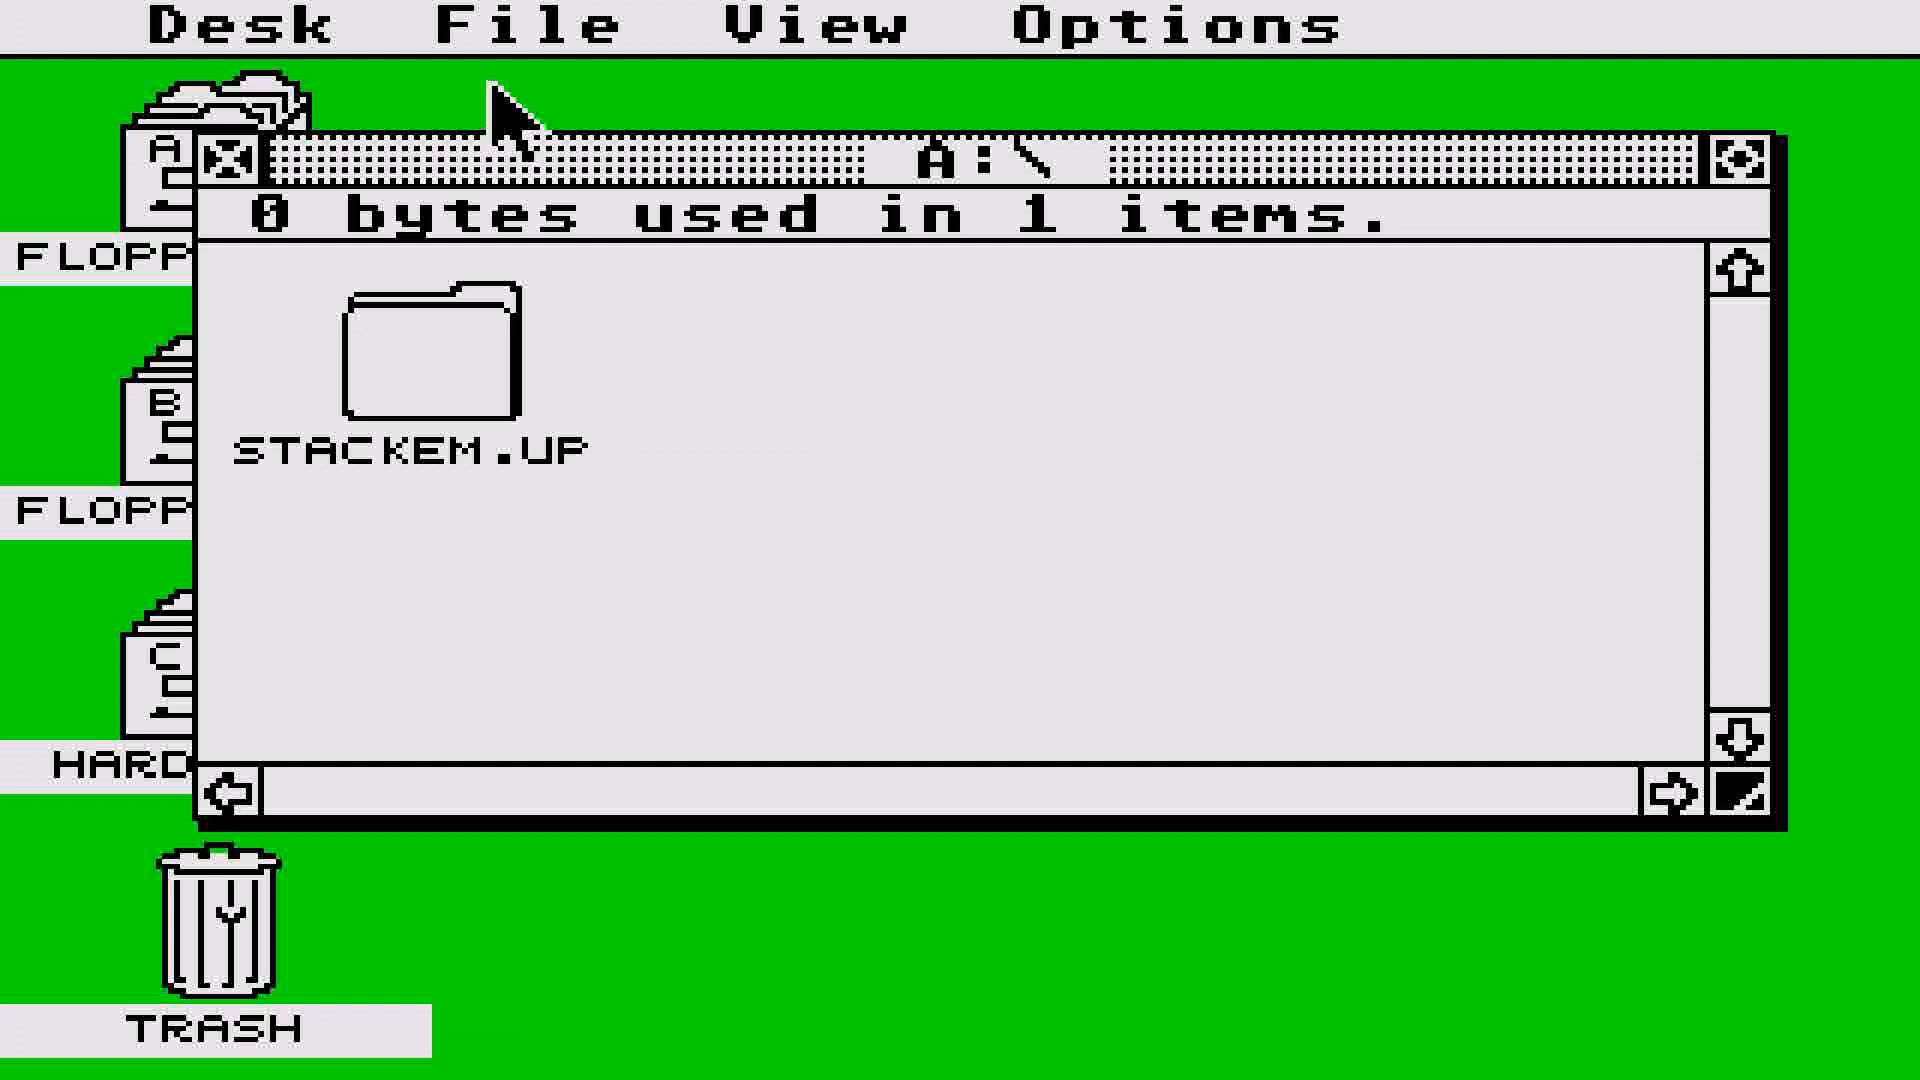 Desk File View Options
A
A:\
0 bytes used in 1 items.
FLOPP
STACKEM.UP
B
FLOPP
C
HARD
TRASH